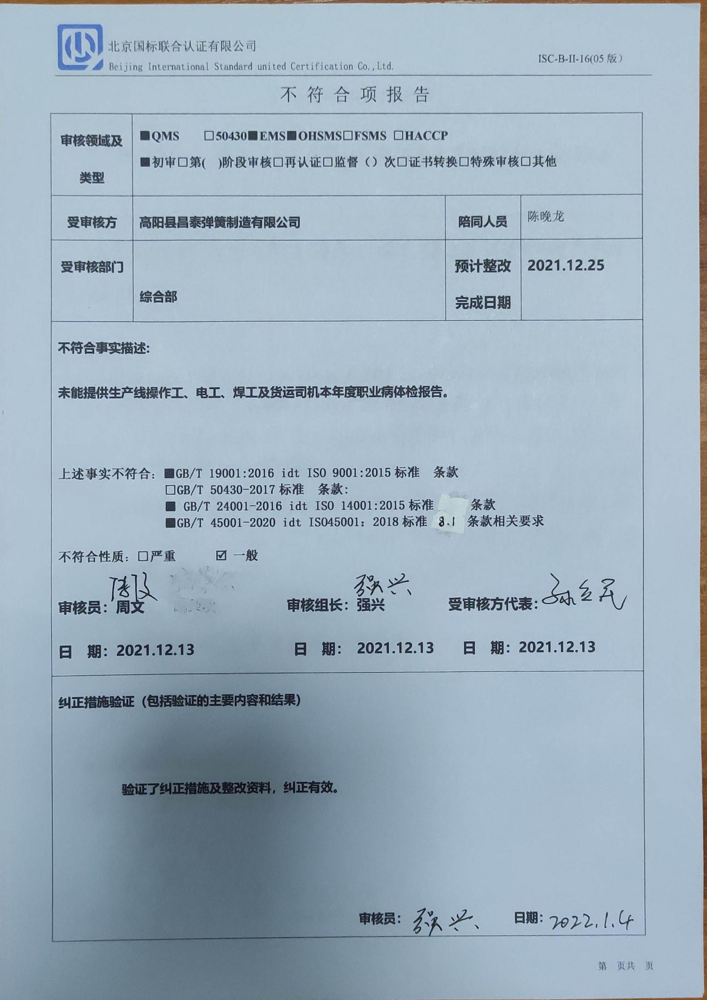 北京国标联合认证有限公司
Beijing International Standard united Certification Co.,Ltd.
ISC-B-II-16(05 版)
不符合项报告
审核领域及类型
■QMS □50430■EMS■OHSMS□FSMS □HACCP
■初审□第( )阶段审核□再认证□监督（）次□证书转换□特殊审核□其他
受审核方 高阳县昌泰弹簧制造有限公司 陪同人员 陈晚龙
受审核部门 综合部 预计整改完成日期 2021.12.25
不符合事实描述:
未能提供生产线操作工、电工、焊工及货运司机本年度职业病体检报告。
上述事实不符合: ■GB/T 19001:2016 idt ISO 9001:2015 标准 条款
□GB/T 50430-2017 标准 条款:
■ GB/T 24001-2016 idt ISO 14001:2015 标准 条款
■GB/T 45001-2020 idt ISO45001: 2018 标准 8.1 条款相关要求
不符合性质: □严重 ☑ 一般
强兴
审核员: 周文 审核组长: 强兴 受审核方代表:
日 期: 2021.12.13 日 期: 2021.12.13 日 期: 2021.12.13
纠正措施验证（包括验证的主要内容和结果）
验证了纠正措施及整改资料，纠正有效。
审核员: 强兴 日期: 2022.1.4
第 页共 页